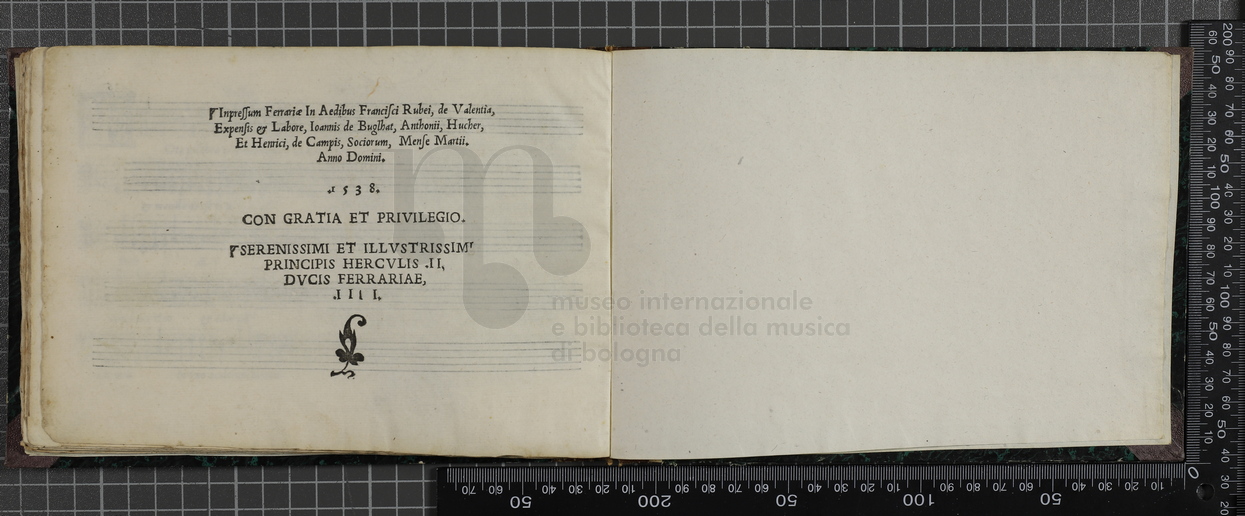 Inpreſſum Ferrariæ In Aedibus Franciſci Rubei, de Valentia,
Expenſis & Labore, Ioannis de Buglhat, Anthonii, Hucher,
Et Henrici, de Campis, Sociorum, Menſe Martii.
Anno Domini.
.1538.
CON GRATIA ET PRIVILEGIO.
SERENISSIMI ET ILLVSTRISSIMI
PRINCIPIS HERCVLIS .II,
DVCIS FERRARIAE,
.IIII.
museo internazionale
e biblioteca della musica
di bologna